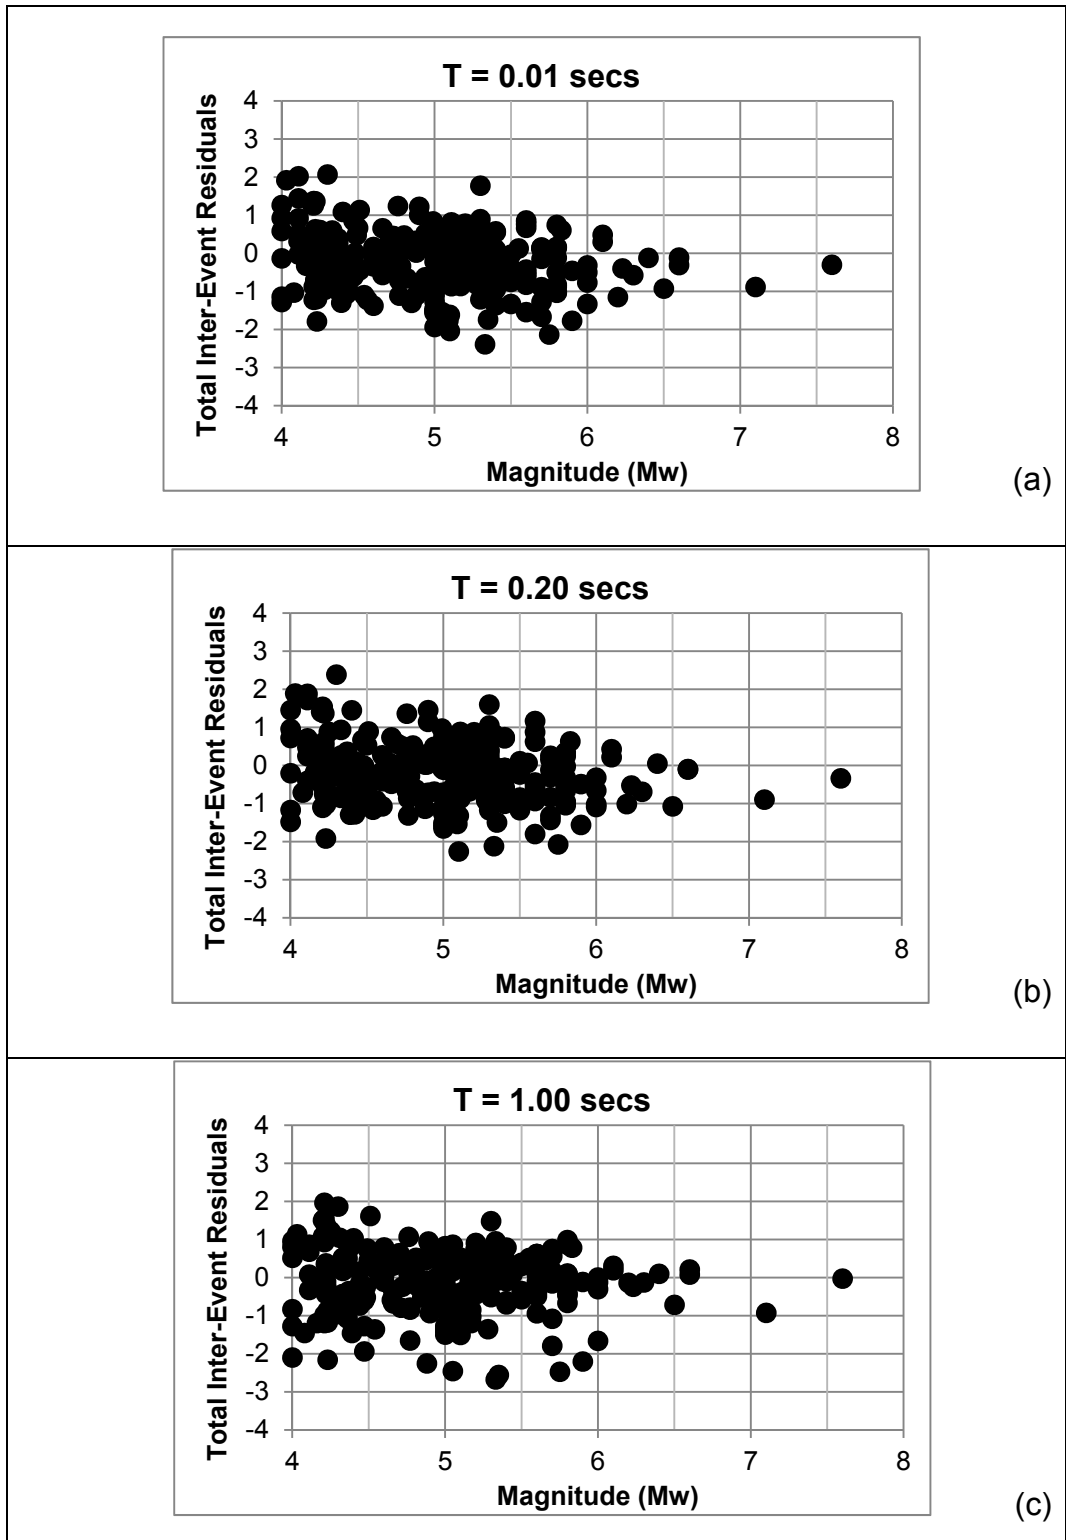 T = 0.01 secs
Total Inter-Event Residuals
4
3
2
1
0
-1
-2
-3
-4
4 5 6 7 8
Magnitude (Mw)
(a)
T = 0.20 secs
Total Inter-Event Residuals
4
3
2
1
0
-1
-2
-3
-4
4 5 6 7 8
Magnitude (Mw)
(b)
T = 1.00 secs
Total Inter-Event Residuals
4
3
2
1
0
-1
-2
-3
-4
4 5 6 7 8
Magnitude (Mw)
(c)